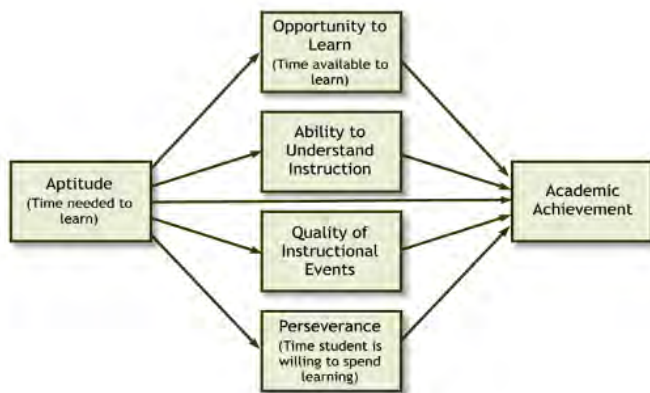 Opportunity to
Learn
(Time available to
learn)
Ability to
Understand
Instruction
Aptitude
(Time needed to
learn)
Academic
Achievement
Quality of
Instructional
Events
Perseverance
(Time student is
willing to spend
learning)